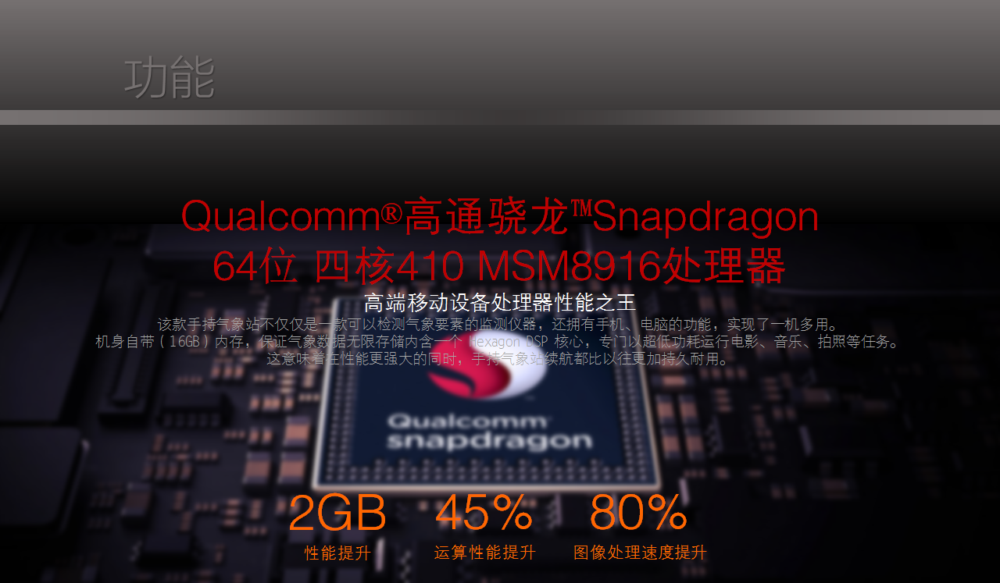 功能
Qualcomm®高通骁龙™Snapdragon
64位 四核410 MSM8916处理器
高端移动设备处理器性能之王
该款手持气象站不仅仅是一款可以检测气象要素的监测仪器，还拥有手机、电脑的功能，实现了一机多用。
机身自带（16GB）内存，保证气象数据无限存储内含一个 Hexagon DSP 核心，专门以超低功耗运行电影、音乐、拍照等任务。
这意味着在性能更强大的同时，手持气象站续航都比以往更加持久耐用。
Qualcomm
snapdragon
2GB 45% 80%
性能提升 运算性能提升 图像处理速度提升